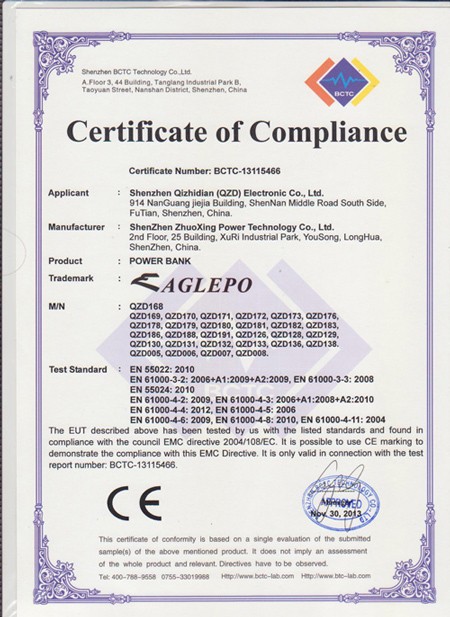 Shenzhen BCTC Technology Co.,Ltd.
A.Floor 3, 44 Building, Tanglang Industrial Park B,
Taoyuan Street, Nanshan District, Shenzhen, China
BCTC
Certificate of Compliance
Certificate Number: BCTC-13115466
Applicant : Shenzhen Qizhidian (QZD) Electronic Co., Ltd.
914 NanGuang jiejia Building, ShenNan Middle Road South Side,
FuTian, Shenzhen, China.
Manufacturer : ShenZhen ZhuoXing Power Technology Co., Ltd.
2nd Floor, 25 Building, XuRi Industrial Park, YouSong, LongHua,
ShenZhen, China.
Product : POWER BANK
Trademark : EAGLEPO
M/N : QZD168
QZD169, QZD170, QZD171, QZD172, QZD173, QZD176,
QZD178, QZD179, QZD180, QZD181, QZD182, QZD183,
QZD186, QZD188, QZD191, QZD126, QZD128, QZD129,
QZD130, QZD131, QZD132, QZD133, QZD136, QZD138.
QZD005, QZD006, QZD007, QZD008.
BCTC
Test Standard : EN 55022: 2010
EN 61000-3-2: 2006+A1:2009+A2:2009, EN 61000-3-3: 2008
EN 55024: 2010
EN 61000-4-2: 2009, EN 61000-4-3: 2006+A1:2008+A2:2010
EN 61000-4-4: 2012, EN 61000-4-5: 2006
EN 61000-4-6: 2009, EN 61000-4-8: 2010, EN 61000-4-11: 2004
The EUT described above has been tested by us with the listed standards and found in
compliance with the council EMC directive 2004/108/EC. It is possible to use CE marking to
demonstrate the compliance with this EMC Directive. It is only valid in connection with the test
report number: BCTC-13115466.
CE
APPROVED
Nov. 30, 2013
This certificate of conformity is based on a single evaluation of the submitted
sample(s) of the above mentioned product. It does not imply an assessment
of the whole product and relevant. Directives have to be observed.
Tel: 400-788-9558 0755-33019988 Http://www.bctc-lab.com Http://www.btc-lab.com